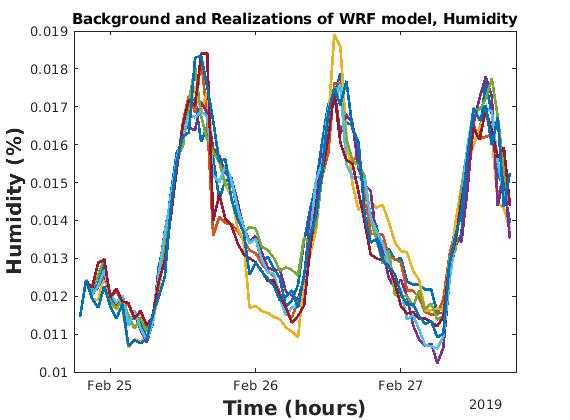 Background and Realizations of WRF model, Humidity
0.019
0.018
0.017
0.016
0.015
0.014
0.013
0.012
0.011
0.01
Humidity (%)
Feb 25 Feb 26 Feb 27
2019
Time (hours)